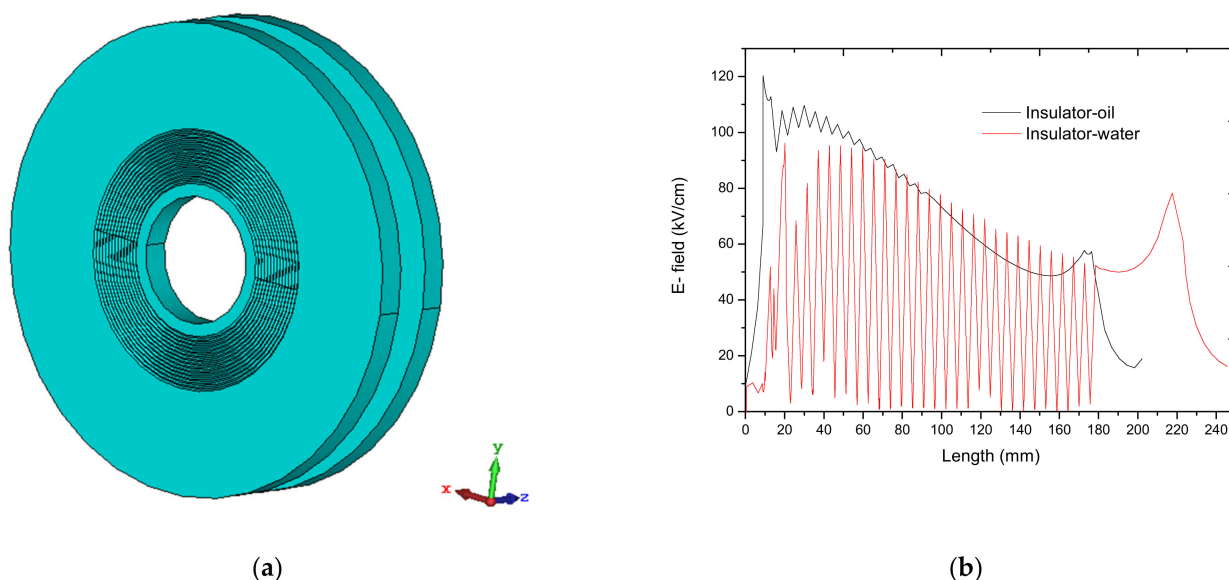 y
x
z
(a)
E- field (kV/cm)
120
100
80
60
40
20
0
Insulator-oil
Insulator-water
0 20 40 60 80 100 120 140 160 180 200 220 240
Length (mm)
(b)